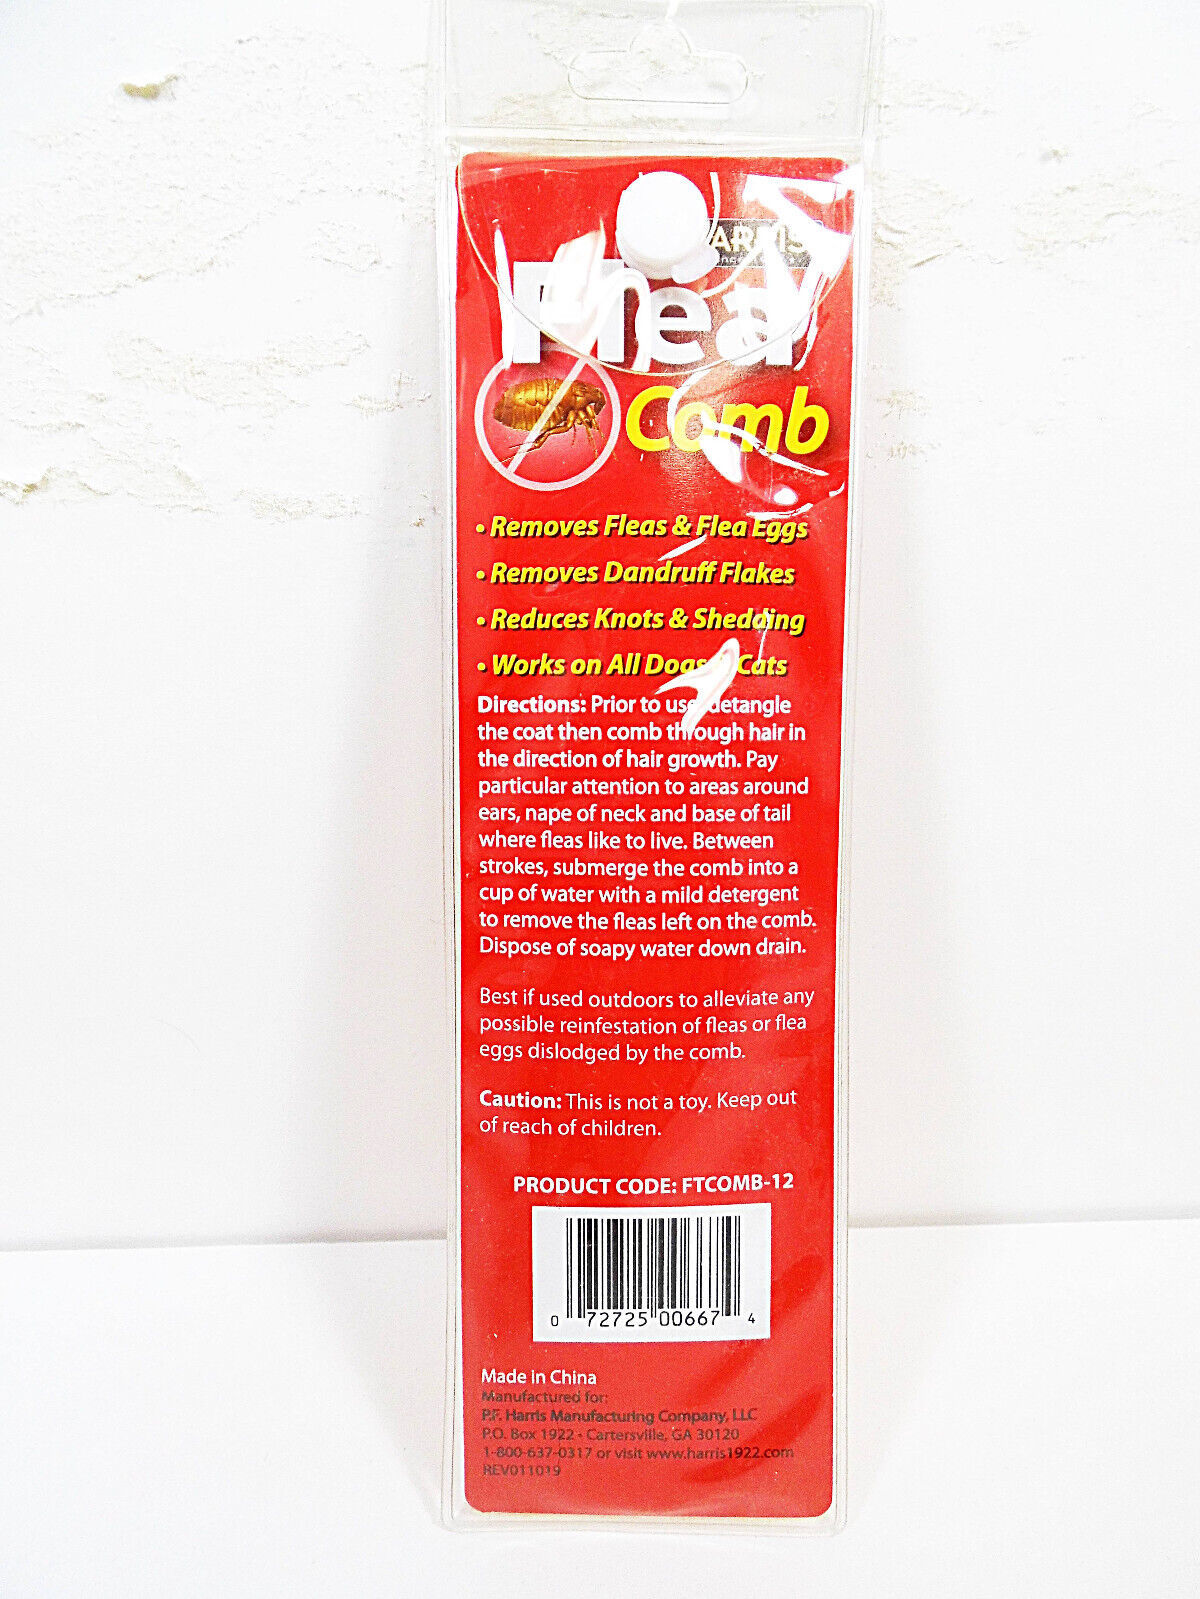 Flea
Comb
• Removes Fleas & Flea Eggs
• Removes Dandruff Flakes
• Reduces Knots & Shedding
• Works on All Dogs & Cats
Directions: Prior to use, detangle
the coat then comb through hair in
the direction of hair growth. Pay
particular attention to areas around
ears, nape of neck and base of tail
where fleas like to live. Between
strokes, submerge the comb into a
cup of water with a mild detergent
to remove the fleas left on the comb.
Dispose of soapy water down drain.
Best if used outdoors to alleviate any
possible reinfestation of fleas or flea
eggs dislodged by the comb.
Caution: This is not a toy. Keep out
of reach of children.
PRODUCT CODE: FTCOMB-12
0 72725 00667 4
Made in China
Manufactured for:
P.F. Harris Manufacturing Company, LLC
P.O. Box 1922 - Cartersville, GA 30120
1-800-637-0317 or visit www.harris1922.com
REV011019